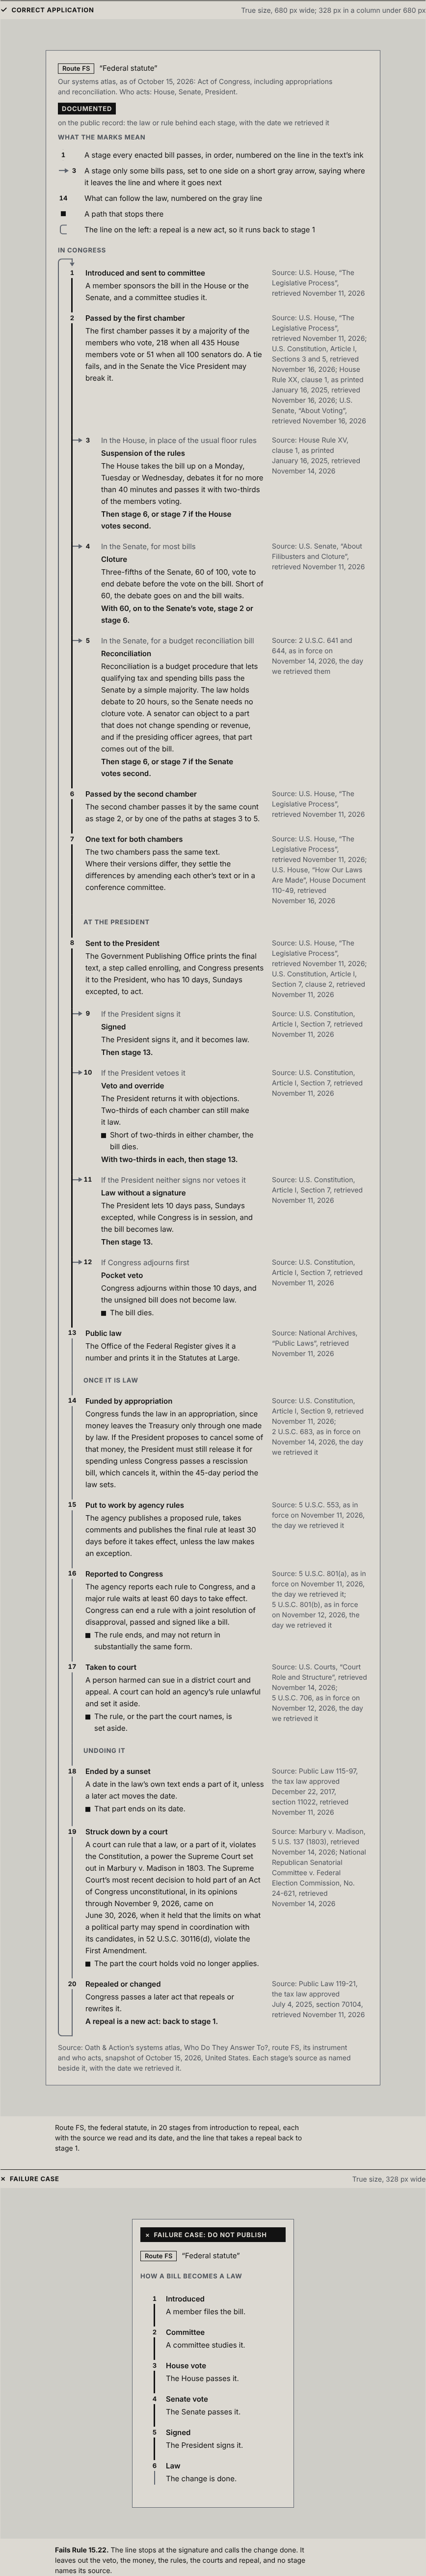 ✓ CORRECT APPLICATION
True size, 680 px wide; 328 px in a column under 680 px
Route FS “Federal statute”
Our systems atlas, as of October 15, 2026: Act of Congress, including appropriations
and reconciliation. Who acts: House, Senate, President.
DOCUMENTED
on the public record: the law or rule behind each stage, with the date we retrieved it
WHAT THE MARKS MEAN
1 A stage every enacted bill passes, in order, numbered on the line in the text’s ink
3 A stage only some bills pass, set to one side on a short gray arrow, saying where
it leaves the line and where it goes next
14 What can follow the law, numbered on the gray line
A path that stops there
The line on the left: a repeal is a new act, so it runs back to stage 1
IN CONGRESS
1 Introduced and sent to committee
A member sponsors the bill in the House or the
Senate, and a committee studies it.
Source: U.S. House, “The
Legislative Process”,
retrieved November 11, 2026
2 Passed by the first chamber
The first chamber passes it by a majority of the
members who vote, 218 when all 435 House
members vote or 51 when all 100 senators do. A tie
fails, and in the Senate the Vice President may
break it.
Source: U.S. House, “The
Legislative Process”,
retrieved November 11, 2026;
U.S. Constitution, Article I,
Sections 3 and 5, retrieved
November 16, 2026; House
Rule XX, clause 1, as printed
January 16, 2025, retrieved
November 16, 2026; U.S.
Senate, “About Voting”,
retrieved November 16, 2026
3 In the House, in place of the usual floor rules
Suspension of the rules
The House takes the bill up on a Monday,
Tuesday or Wednesday, debates it for no more
than 40 minutes and passes it with two-thirds
of the members voting.
Then stage 6, or stage 7 if the House
votes second.
Source: House Rule XV,
clause 1, as printed
January 16, 2025, retrieved
November 14, 2026
4 In the Senate, for most bills
Cloture
Three-fifths of the Senate, 60 of 100, vote to
end debate before the vote on the bill. Short of
60, the debate goes on and the bill waits.
With 60, on to the Senate’s vote, stage 2 or
stage 6.
Source: U.S. Senate, “About
Filibusters and Cloture”,
retrieved November 11, 2026
5 In the Senate, for a budget reconciliation bill
Reconciliation
Reconciliation is a budget procedure that lets
qualifying tax and spending bills pass the
Senate by a simple majority. The law holds
debate to 20 hours, so the Senate needs no
cloture vote. A senator can object to a part
that does not change spending or revenue,
and if the presiding officer agrees, that part
comes out of the bill.
Then stage 6, or stage 7 if the Senate
votes second.
Source: 2 U.S.C. 641 and
644, as in force on
November 14, 2026, the day
we retrieved them
6 Passed by the second chamber
The second chamber passes it by the same count
as stage 2, or by one of the paths at stages 3 to 5.
Source: U.S. House, “The
Legislative Process”,
retrieved November 11, 2026
7 One text for both chambers
The two chambers pass the same text.
Where their versions differ, they settle the
differences by amending each other’s text or in a
conference committee.
Source: U.S. House, “The
Legislative Process”,
retrieved November 11, 2026;
U.S. House, “How Our Laws
Are Made”, House Document
110-49, retrieved
November 16, 2026
AT THE PRESIDENT
8 Sent to the President
The Government Publishing Office prints the final
text, a step called enrolling, and Congress presents
it to the President, who has 10 days, Sundays
excepted, to act.
Source: U.S. House, “The
Legislative Process”,
retrieved November 11, 2026;
U.S. Constitution, Article I,
Section 7, clause 2, retrieved
November 11, 2026
9 If the President signs it
Signed
The President signs it, and it becomes law.
Then stage 13.
Source: U.S. Constitution,
Article I, Section 7, retrieved
November 11, 2026
10 If the President vetoes it
Veto and override
The President returns it with objections.
Two-thirds of each chamber can still make
it law.
Short of two-thirds in either chamber, the
bill dies.
With two-thirds in each, then stage 13.
Source: U.S. Constitution,
Article I, Section 7, retrieved
November 11, 2026
11 If the President neither signs nor vetoes it
Law without a signature
The President lets 10 days pass, Sundays
excepted, while Congress is in session, and
the bill becomes law.
Then stage 13.
Source: U.S. Constitution,
Article I, Section 7, retrieved
November 11, 2026
12 If Congress adjourns first
Pocket veto
Congress adjourns within those 10 days, and
the unsigned bill does not become law.
The bill dies.
Source: U.S. Constitution,
Article I, Section 7, retrieved
November 11, 2026
13 Public law
The Office of the Federal Register gives it a
number and prints it in the Statutes at Large.
Source: National Archives,
“Public Laws”, retrieved
November 11, 2026
ONCE IT IS LAW
14 Funded by appropriation
Congress funds the law in an appropriation, since
money leaves the Treasury only through one made
by law. If the President proposes to cancel some of
that money, the President must still release it for
spending unless Congress passes a rescission
bill, which cancels it, within the 45-day period the
law sets.
Source: U.S. Constitution,
Article I, Section 9, retrieved
November 11, 2026;
2 U.S.C. 683, as in force on
November 14, 2026, the day
we retrieved it
15 Put to work by agency rules
The agency publishes a proposed rule, takes
comments and publishes the final rule at least 30
days before it takes effect, unless the law makes
an exception.
Source: 5 U.S.C. 553, as in
force on November 11, 2026,
the day we retrieved it
16 Reported to Congress
The agency reports each rule to Congress, and a
major rule waits at least 60 days to take effect.
Congress can end a rule with a joint resolution of
disapproval, passed and signed like a bill.
The rule ends, and may not return in
substantially the same form.
Source: 5 U.S.C. 801(a), as in
force on November 11, 2026,
the day we retrieved it;
5 U.S.C. 801(b), as in force
on November 12, 2026, the
day we retrieved it
17 Taken to court
A person harmed can sue in a district court and
appeal. A court can hold an agency’s rule unlawful
and set it aside.
The rule, or the part the court names, is
set aside.
Source: U.S. Courts, “Court
Role and Structure”, retrieved
November 14, 2026;
5 U.S.C. 706, as in force on
November 12, 2026, the day
we retrieved it
UNDOING IT
18 Ended by a sunset
A date in the law’s own text ends a part of it, unless
a later act moves the date.
That part ends on its date.
Source: Public Law 115-97,
the tax law approved
December 22, 2017,
section 11022, retrieved
November 11, 2026
19 Struck down by a court
A court can rule that a law, or a part of it, violates
the Constitution, a power the Supreme Court set
out in Marbury v. Madison in 1803. The Supreme
Court’s most recent decision to hold part of an Act
of Congress unconstitutional, in its opinions
through November 9, 2026, came on
June 30, 2026, when it held that the limits on what
a political party may spend in coordination with
its candidates, in 52 U.S.C. 30116(d), violate the
First Amendment.
The part the court holds void no longer applies.
Source: Marbury v. Madison,
5 U.S. 137 (1803), retrieved
November 11, 2026; National
Republican Senatorial
Committee v. Federal
Election Commission, No.
24-621, retrieved
November 14, 2026
20 Repealed or changed
Congress passes a later act that repeals or
rewrites it.
A repeal is a new act: back to stage 1.
Source: Public Law 119-21,
the tax law approved
July 4, 2025, section 70104,
retrieved November 11, 2026
Source: Oath & Action’s systems atlas, Who Do They Answer To?, route FS, its instrument
and who acts, snapshot of October 15, 2026, United States. Each stage’s source as named
beside it, with the date we retrieved it.
Route FS, the federal statute, in 20 stages from introduction to repeal, each
with the source we read and its date, and the line that takes a repeal back to
stage 1.
× FAILURE CASE
True size, 328 px wide
× FAILURE CASE: DO NOT PUBLISH
Route FS “Federal statute”
HOW A BILL BECOMES A LAW
1 Introduced
A member files the bill.
2 Committee
A committee studies it.
3 House vote
The House passes it.
4 Senate vote
The Senate passes it.
5 Signed
The President signs it.
6 Law
The change is done.
Fails Rule 15.22. The line stops at the signature and calls the change done. It
leaves out the veto, the money, the rules, the courts and repeal, and no stage
names its source.